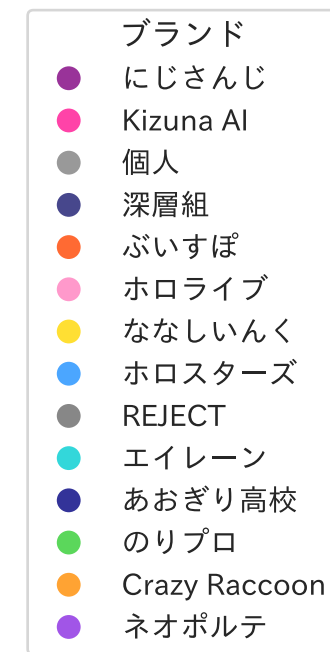 ブランド
にじさんじ
Kizuna AI
個人
深層組
ぶいすぽ
ホロライブ
ななしいんく
ホロスターズ
REJECT
エイレーン
あおぎり高校
のりプロ
Crazy Raccoon
ネオポルテ